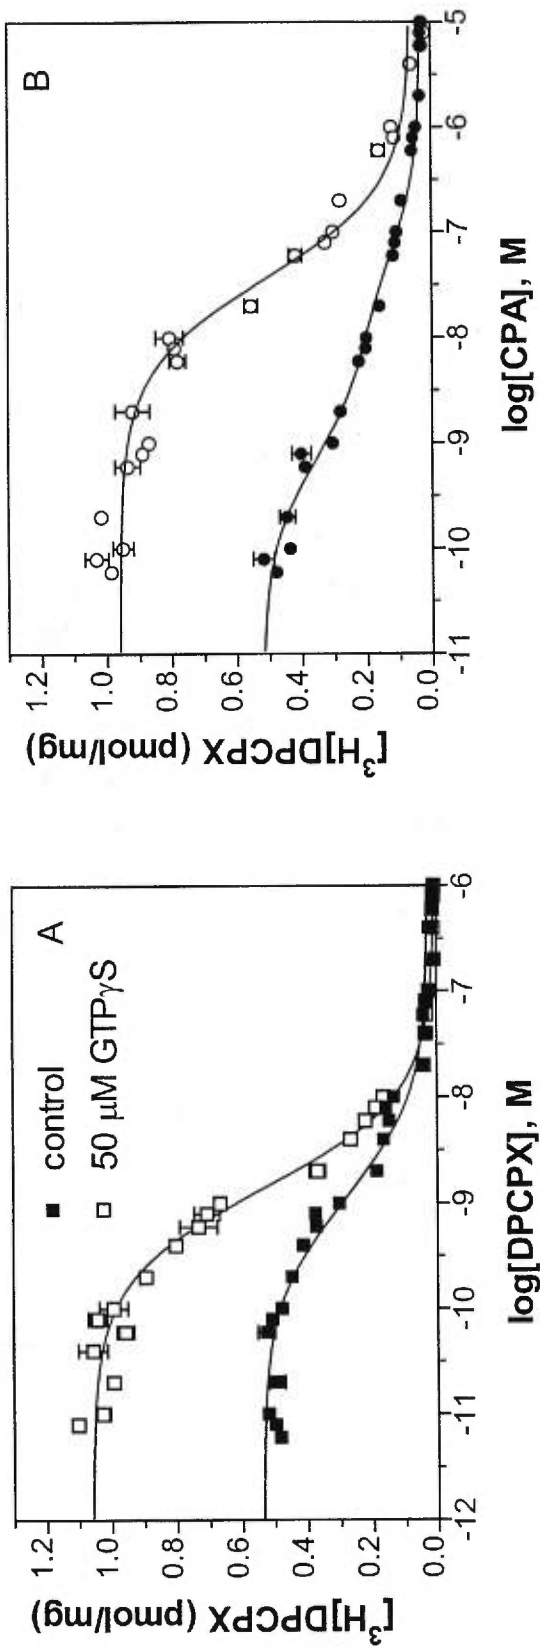 A
■ control
□ 50 μM GTPγS
[³H]DPCPX (pmol/mg)
1.2
1.0
0.8
0.6
0.4
0.2
0.0
-12 -11 -10 -9 -8 -7 -6
log[DPCPX], M
B
[³H]DPCPX (pmol/mg)
1.2
1.0
0.8
0.6
0.4
0.2
0.0
-11 -10 -9 -8 -7 -6 -5
log[CPA], M